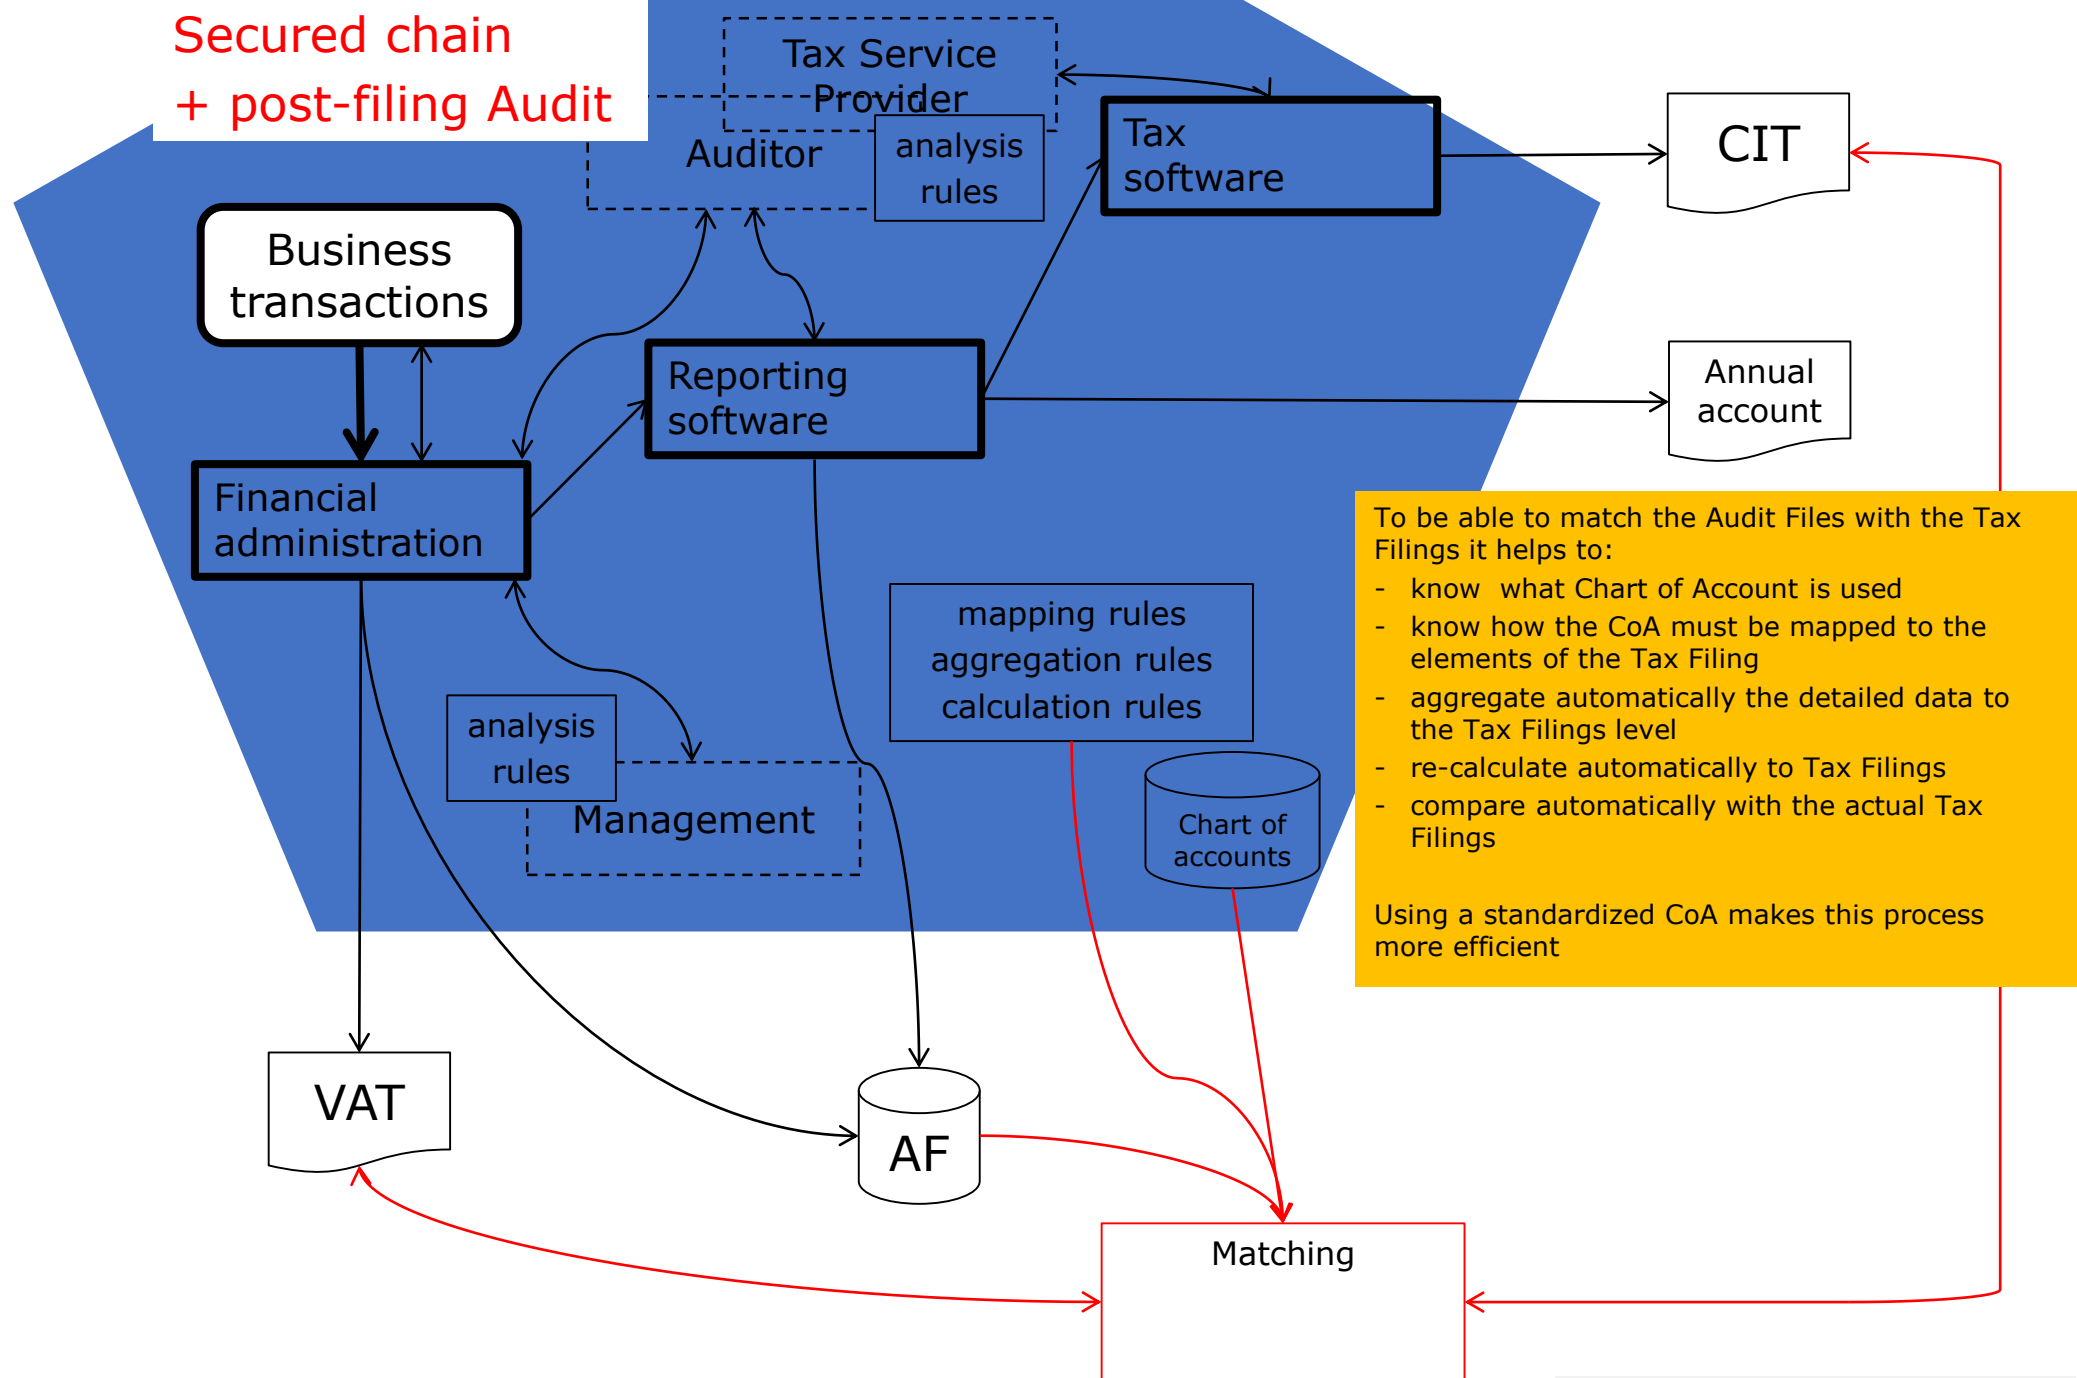 Secured chain
+ post-filing Audit
Tax Service
Provider
Auditor
analysis
rules
Tax
software
CIT
Business
transactions
Reporting
software
Annual
account
Financial
administration
To be able to match the Audit Files with the Tax
Filings it helps to:
- know  what Chart of Account is used
- know how the CoA must be mapped to the
elements of the Tax Filing
- aggregate automatically the detailed data to
the Tax Filings level
- re-calculate automatically to Tax Filings
- compare automatically with the actual Tax
Filings
Using a standardized CoA makes this process
more efficient
mapping rules
aggregation rules
calculation rules
analysis
rules
Management
Chart of
accounts
VAT
AF
Matching